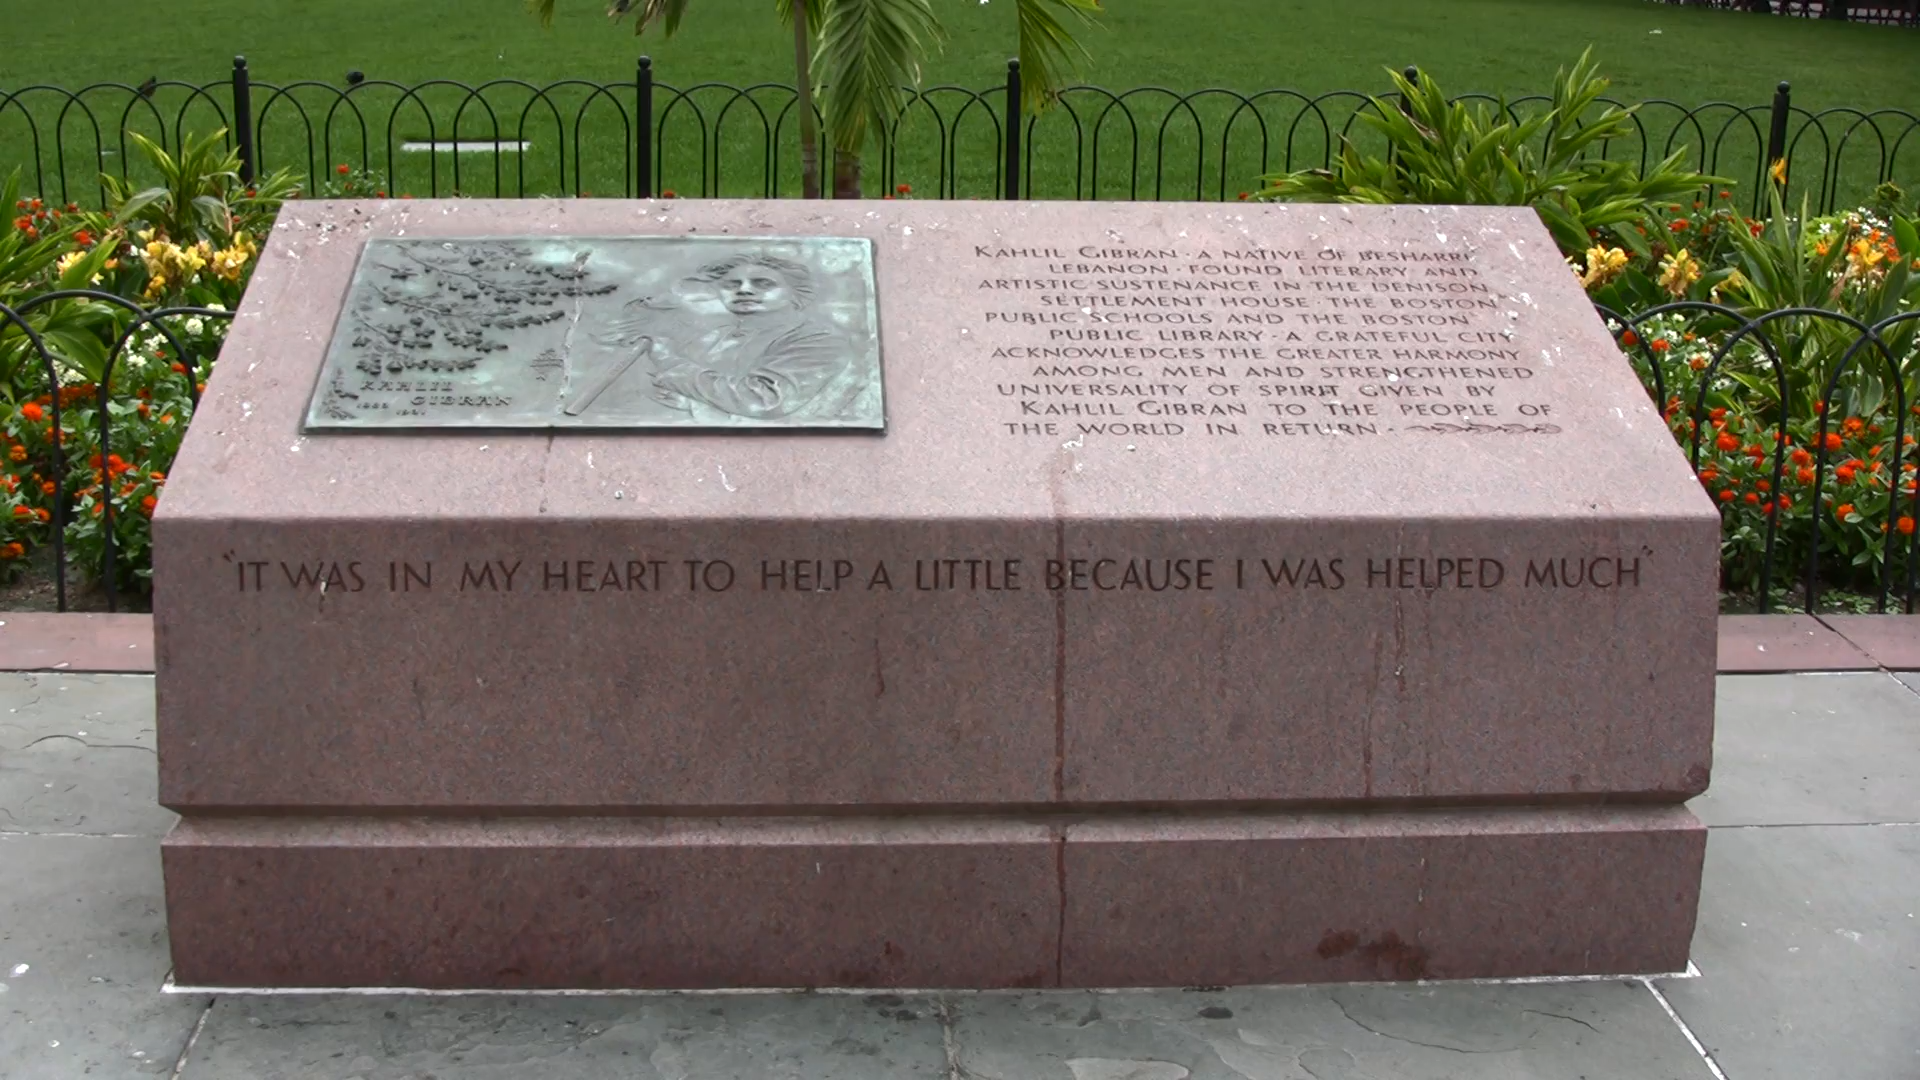 KAHLIL
GIBRAN
1883 1931
KAHLIL GIBRAN · A NATIVE OF BESHARRI
LEBANON · FOUND LITERARY AND
ARTISTIC SUSTENANCE IN THE DENISON
SETTLEMENT HOUSE · THE BOSTON
PUBLIC SCHOOLS AND THE BOSTON
PUBLIC LIBRARY · A GRATEFUL CITY
ACKNOWLEDGES THE GREATER HARMONY
AMONG MEN AND STRENGTHENED
UNIVERSALITY OF SPIRIT GIVEN BY
KAHLIL GIBRAN TO THE PEOPLE OF
THE WORLD IN RETURN ·
"IT WAS IN MY HEART TO HELP A LITTLE BECAUSE I WAS HELPED MUCH"